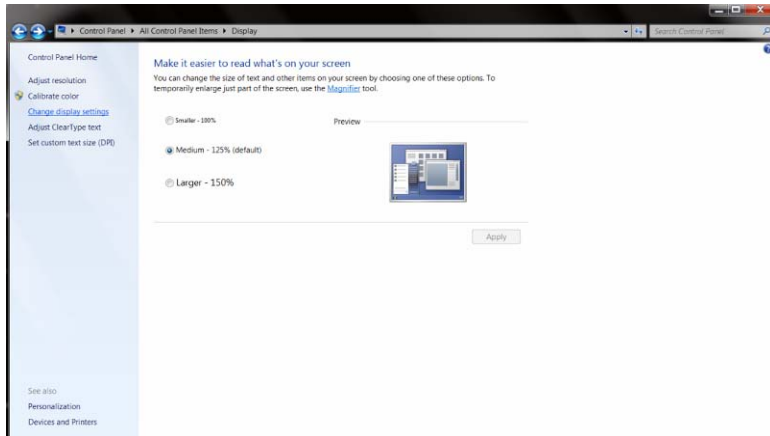 Control Panel ▸ All Control Panel Items ▸ Display
Search Control Panel
Control Panel Home
Adjust resolution
Calibrate color
Change display settings
Adjust ClearType text
Set custom text size (DPI)
See also
Personalization
Devices and Printers
Make it easier to read what's on your screen
You can change the size of text and other items on your screen by choosing one of these options. To
temporarily enlarge just part of the screen, use the Magnifier tool.
Smaller - 100%
Preview
Medium - 125% (default)
Larger - 150%
Apply